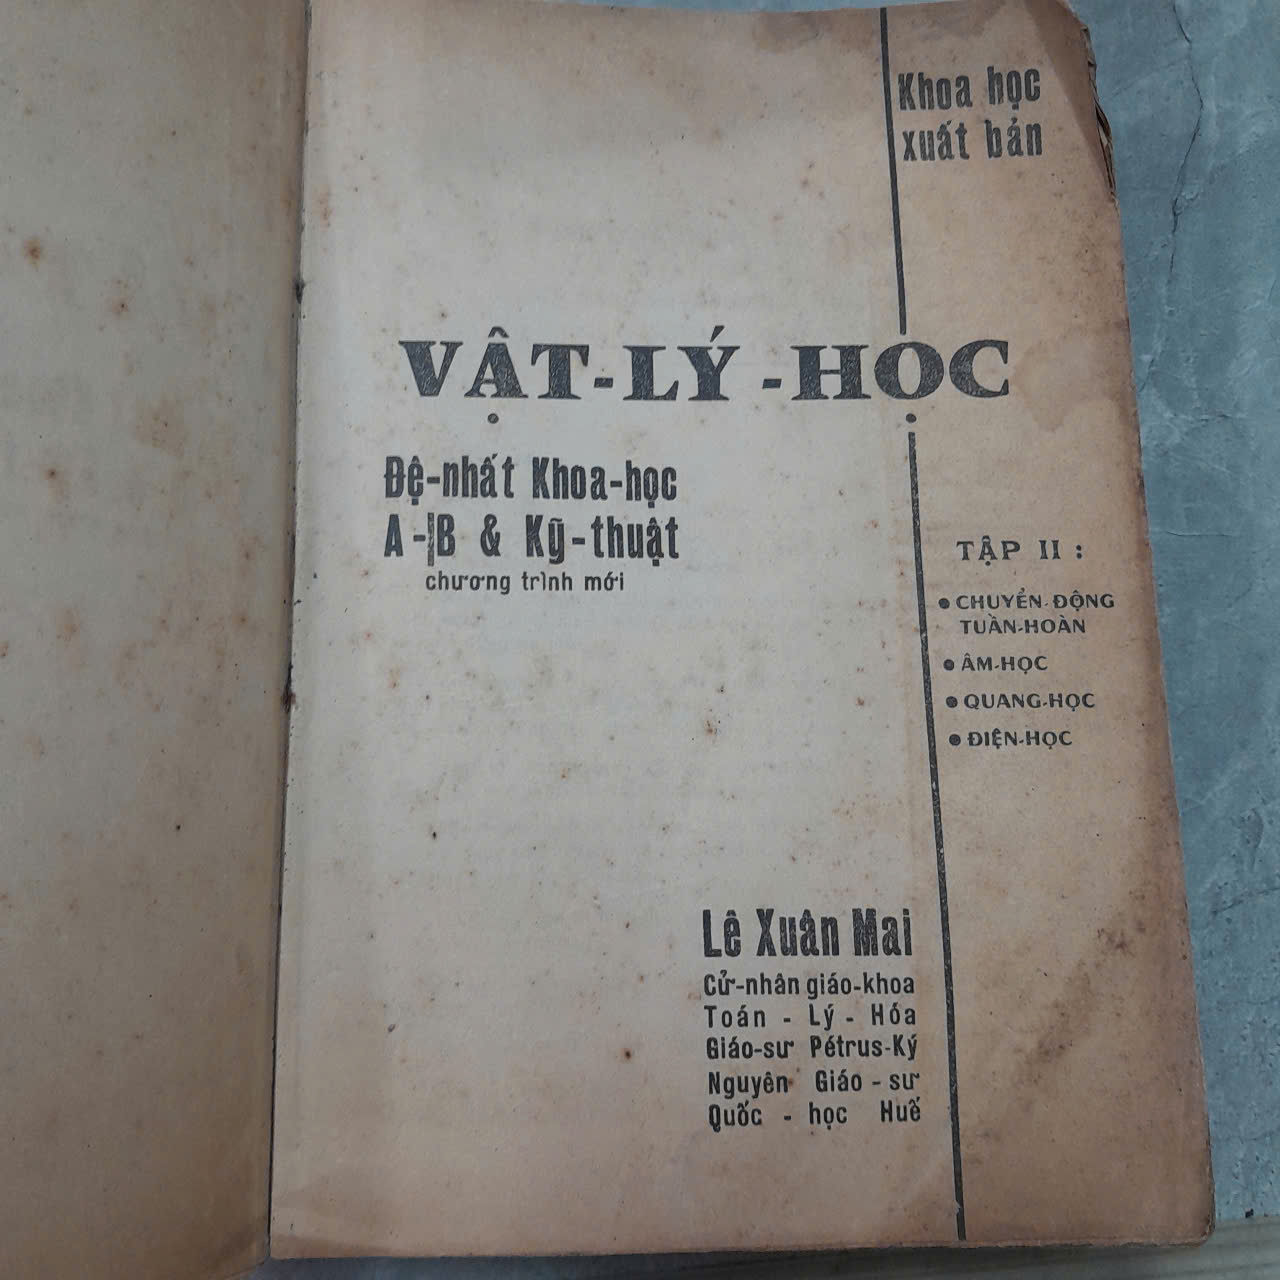 Khoa học
xuất bản
VẬT-LÝ-HỌC
Đệ-nhất Khoa-học
A-B & Kỹ-thuật
chương trình mới
TẬP II :
• CHUYỂN-ĐỘNG
TUẦN-HOÀN
• ÂM-HỌC
• QUANG-HỌC
• ĐIỆN-HỌC
Lê Xuân Mai
Cử-nhân giáo-khoa
Toán - Lý - Hóa
Giáo-sư Pétrus-Ký
Nguyên Giáo-sư
Quốc - học Huế